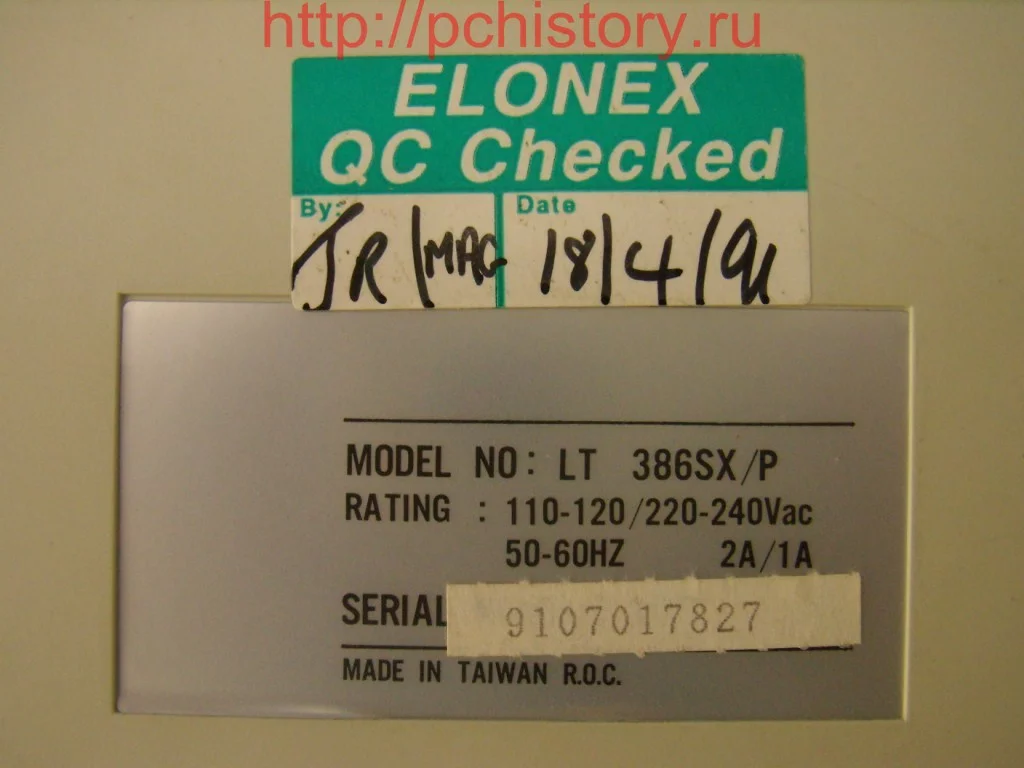 http://pchistory.ru
ELONEX
QC Checked
By: Date
JR/MAG 18/4/91
MODEL NO: LT 386SX/P
RATING : 110-120/220-240Vac
50-60HZ 2A/1A
SERIAL 9107017827
MADE IN TAIWAN R.O.C.